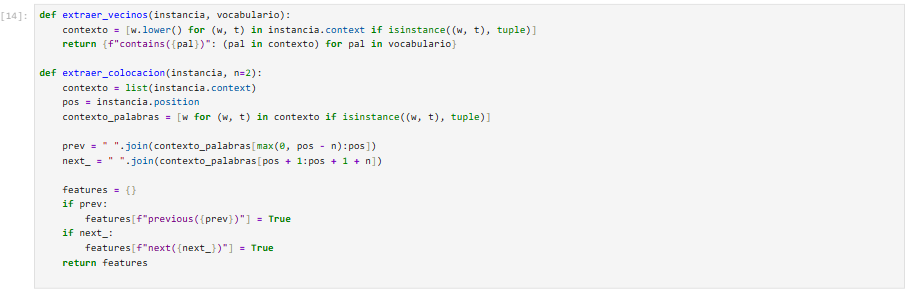 [14]:
def extraer_vecinos(instancia, vocabulario):
    contexto = [w.lower() for (w, t) in instancia.context if isinstance((w, t), tuple)]
    return {f"contains({pal})": (pal in contexto) for pal in vocabulario}

def extraer_colocacion(instancia, n=2):
    contexto = list(instancia.context)
    pos = instancia.position
    contexto_palabras = [w for (w, t) in contexto if isinstance((w, t), tuple)]

    prev = " ".join(contexto_palabras[max(0, pos - n):pos])
    next_ = " ".join(contexto_palabras[pos + 1:pos + 1 + n])

    features = {}
    if prev:
        features[f"previous({prev})"] = True
    if next_:
        features[f"next({next_})"] = True
    return features